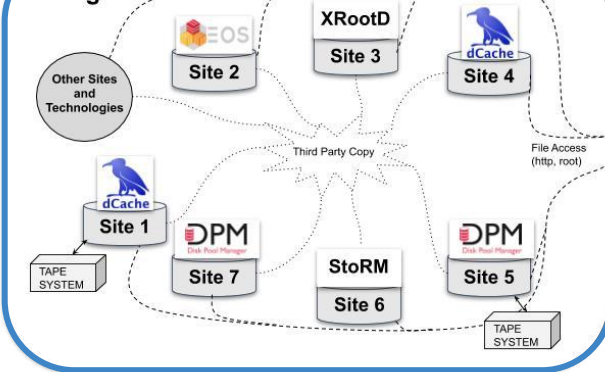 XRootD
EOS
dCache
Site 2
Site 3
Site 4
Other Sites
and
Technologies
Third Party Copy
File Access
(http, root)
dCache
Site 1
DPM
Disk Pool Manager
Site 7
StoRM
Site 6
DPM
Disk Pool Manager
Site 5
TAPE
SYSTEM
TAPE
SYSTEM